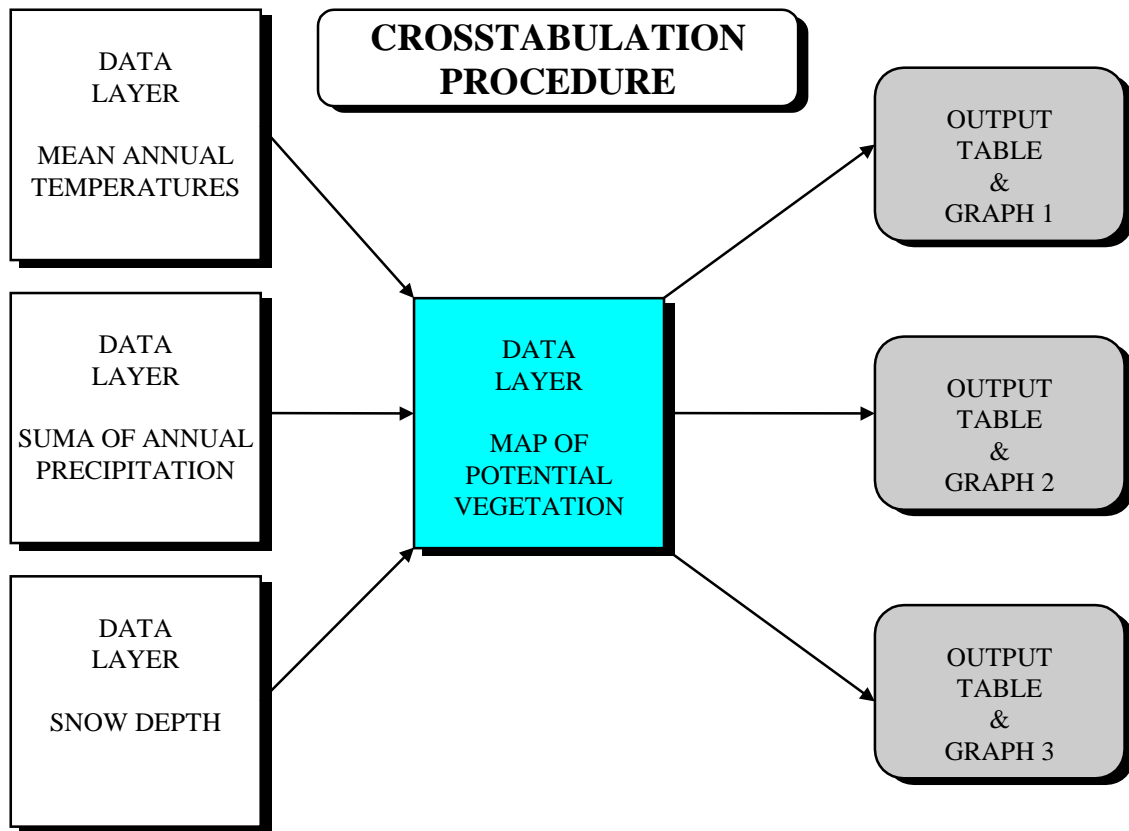 CROSSTABULATION
PROCEDURE
DATA
LAYER
MEAN ANNUAL
TEMPERATURES
DATA
LAYER
SUMA OF ANNUAL
PRECIPITATION
DATA
LAYER
SNOW DEPTH
DATA
LAYER
MAP OF
POTENTIAL
VEGETATION
OUTPUT
TABLE
&
GRAPH 1
OUTPUT
TABLE
&
GRAPH 2
OUTPUT
TABLE
&
GRAPH 3